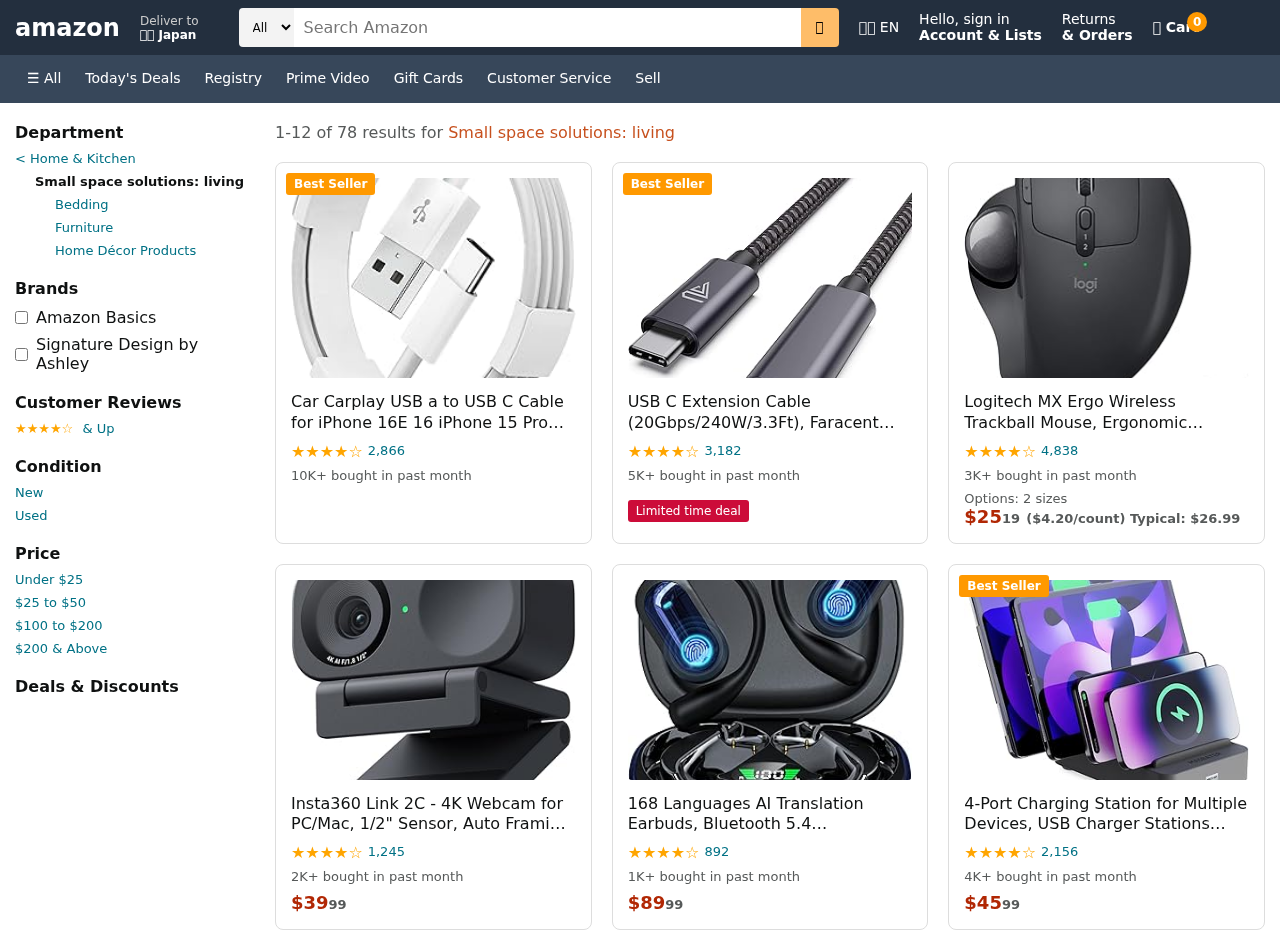 amazon
Deliver to
Japan
All
Search Amazon
EN
Hello, sign in
Account & Lists
Returns
& Orders
0
☰ All
Today's Deals
Registry
Prime Video
Gift Cards
Customer Service
Sell
Department
< Home & Kitchen
Small space solutions: living
Bedding
Furniture
Home Décor Products
Brands
Amazon Basics
Signature Design by
Ashley
Customer Reviews
★★★★☆ & Up
Condition
New
Used
Price
Under $25
$25 to $50
$100 to $200
$200 & Above
Deals & Discounts
1-12 of 78 results for Small space solutions: living
Best Seller
Car Carplay USB a to USB C Cable
for iPhone 16E 16 iPhone 15 Pro…
★★★★☆ 2,866
10K+ bought in past month
Best Seller
USB C Extension Cable
(20Gbps/240W/3.3Ft), Faracent…
★★★★☆ 3,182
5K+ bought in past month
Limited time deal
1
2
logi
Logitech MX Ergo Wireless
Trackball Mouse, Ergonomic…
★★★★☆ 4,838
3K+ bought in past month
Options: 2 sizes
$25 19 ($4.20/count) Typical: $26.99
Insta360 Link 2C - 4K Webcam for
PC/Mac, 1/2" Sensor, Auto Frami…
★★★★☆ 1,245
2K+ bought in past month
$39 99
100
168 Languages AI Translation
Earbuds, Bluetooth 5.4…
★★★★☆ 892
1K+ bought in past month
$89 99
Best Seller
4-Port Charging Station for Multiple
Devices, USB Charger Stations…
★★★★☆ 2,156
4K+ bought in past month
$45 99